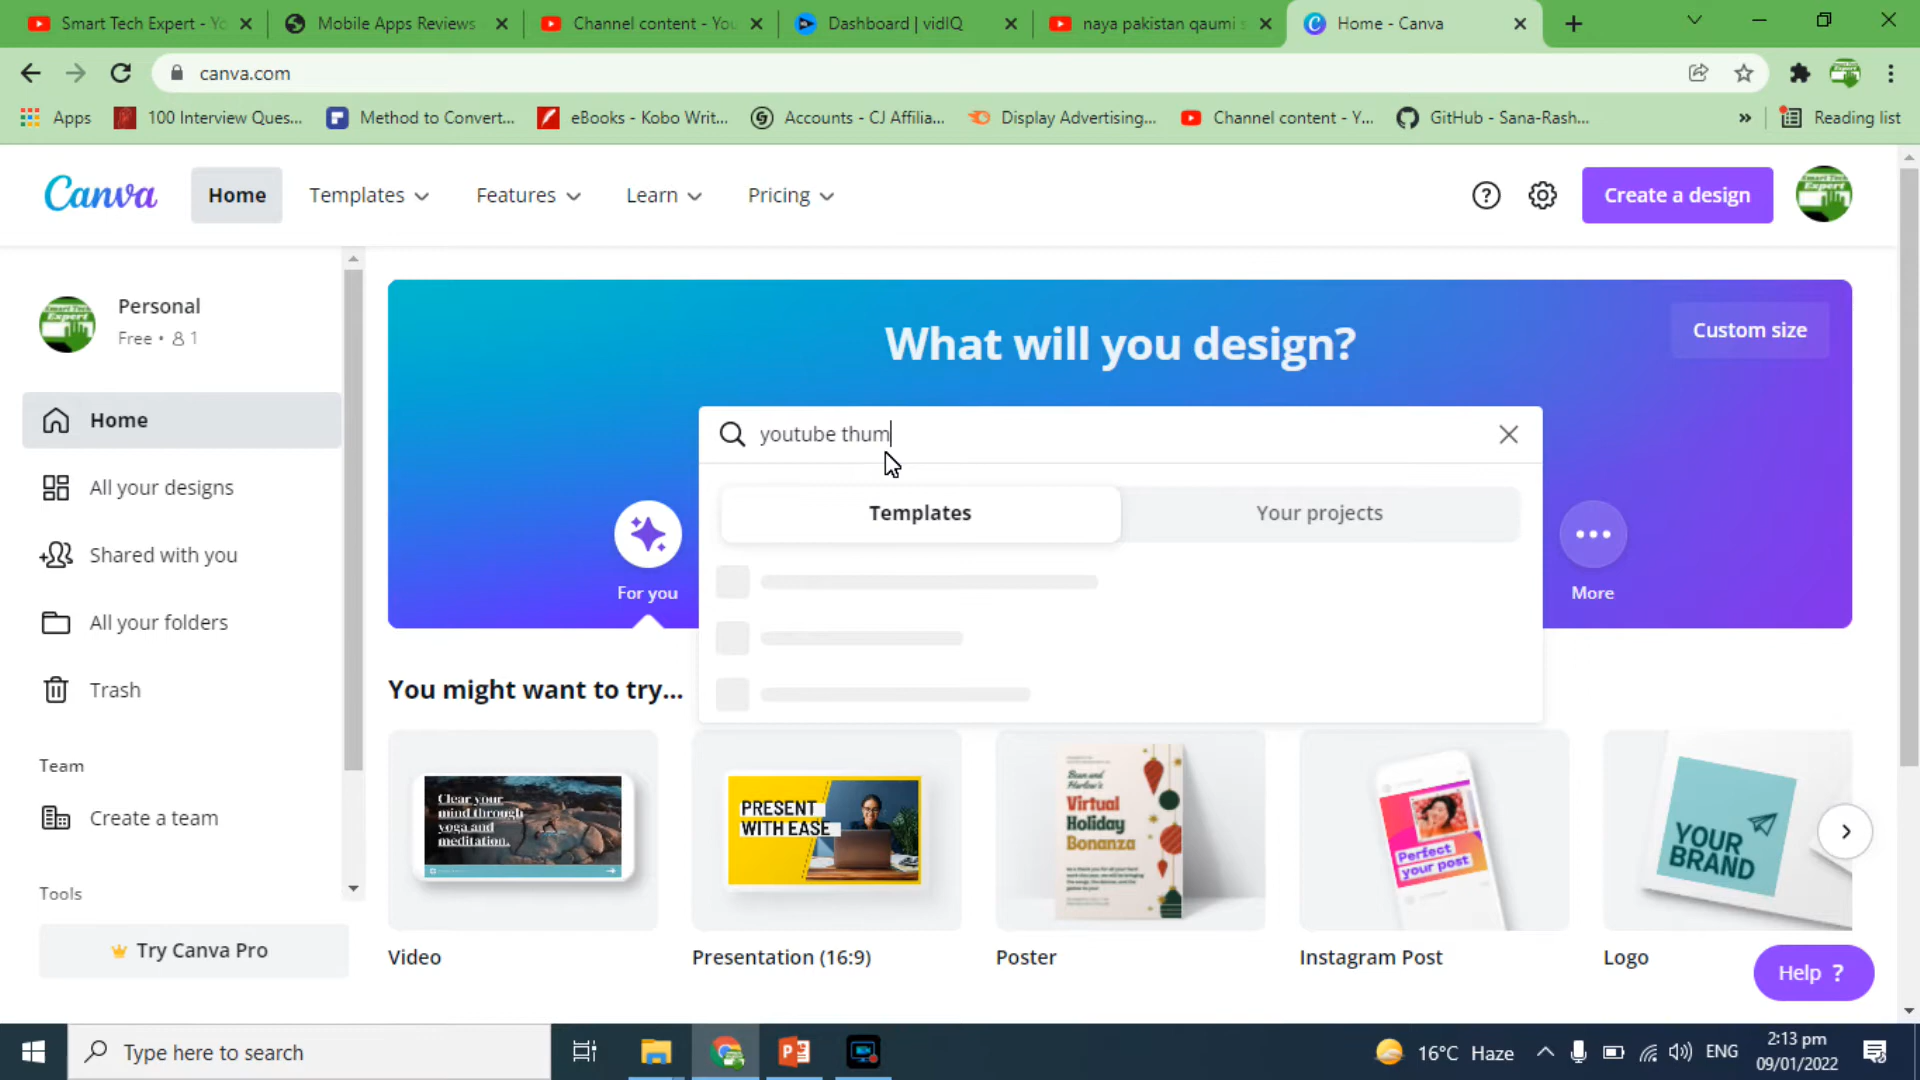 Smart Tech Expert - Yo
Mobile Apps Reviews
Channel content - You
Dashboard | vidIQ
naya pakistan qaumi s
Home - Canva
canva.com
Apps
100 Interview Ques...
Method to Convert...
eBooks - Kobo Writ...
Accounts - CJ Affilia...
Display Advertising...
Channel content - Y...
GitHub - Sana-Rash...
»
Reading list
Canva
Home
Templates
Features
Learn
Pricing
Create a design
Personal
Free • 1
Home
All your designs
Shared with you
All your folders
Trash
Team
Create a team
Tools
Try Canva Pro
What will you design?
Custom size
youtube thum
Templates
Your projects
For you
More
You might want to try...
Clear your
mind through
yoga and
meditation.
PRESENT
WITH EASE
Bean and
Harlow's
Virtual
Holiday
Bonanza
Perfect
your post
YOUR
BRAND
Video
Presentation (16:9)
Poster
Instagram Post
Logo
Help ?
Type here to search
16°C Haze
ENG
2:13 pm
09/01/2022